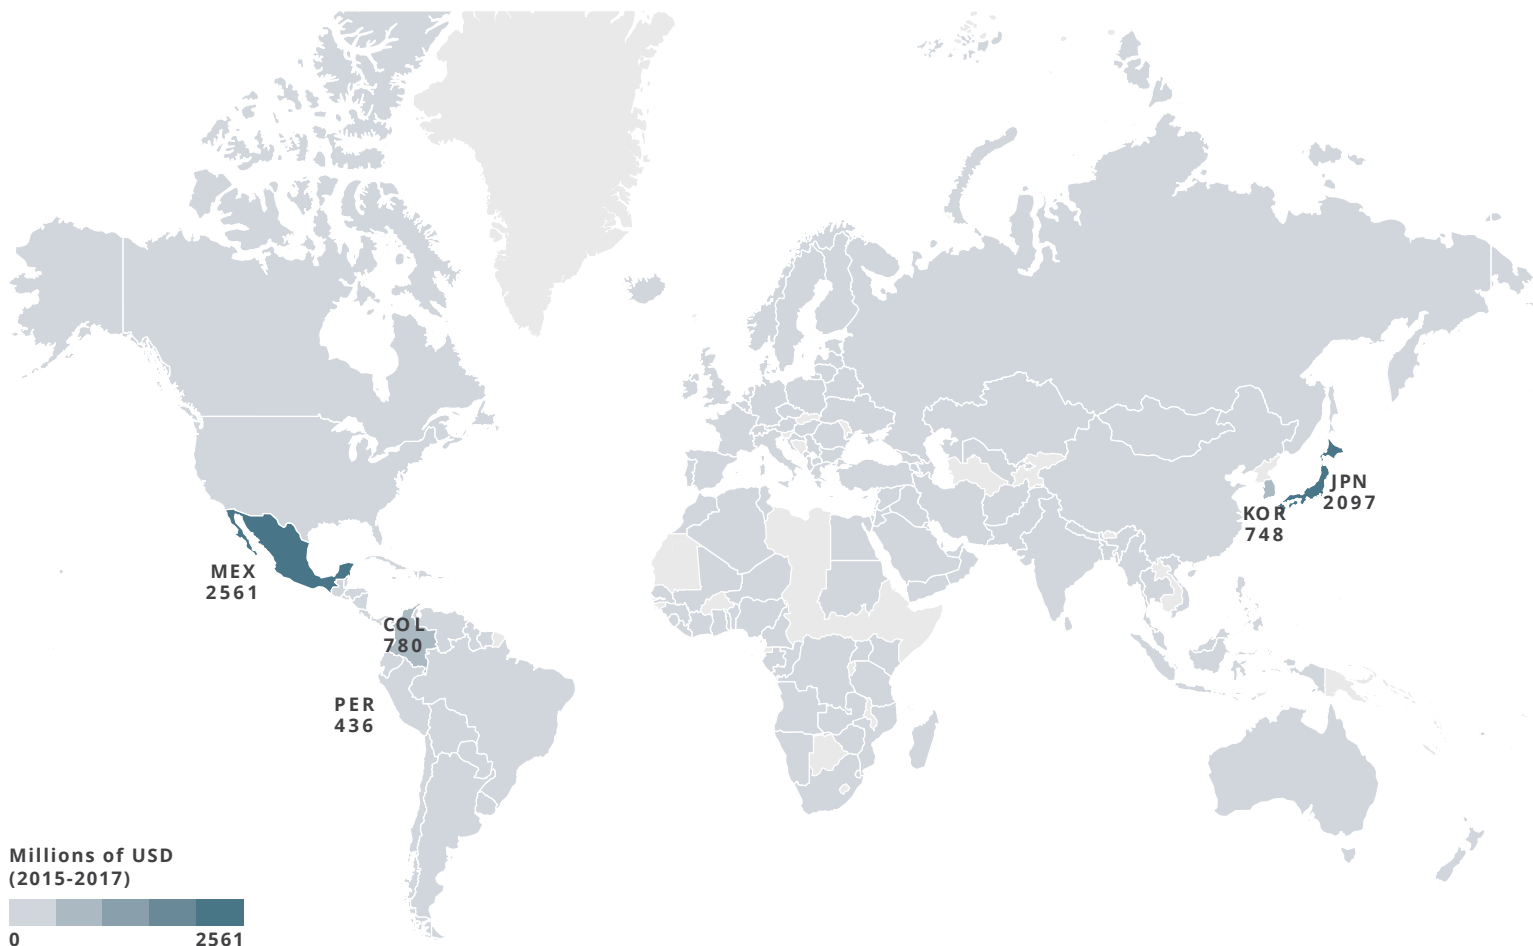 JPN
2097
KOR
748
MEX
2561
COL
780
PER
436
Millions of USD
(2015-2017)
0 2561